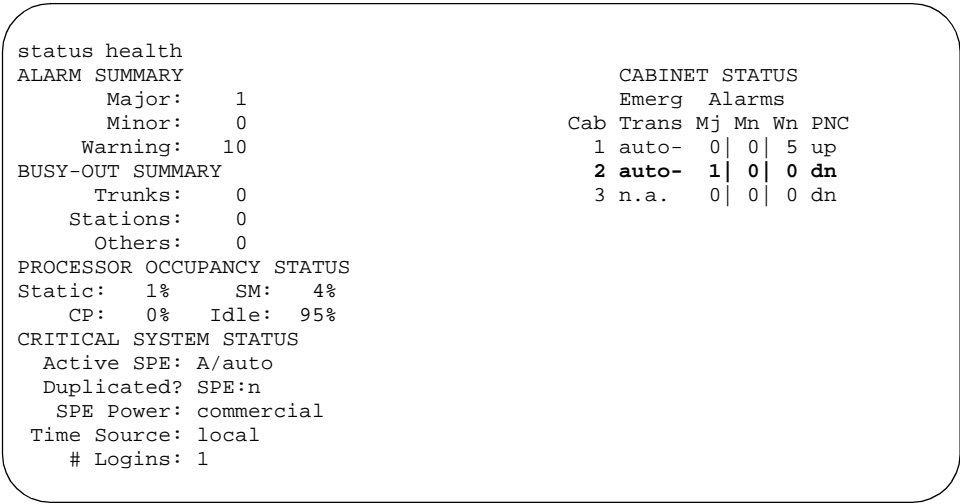 status health
ALARM SUMMARY                                    CABINET STATUS
Major: 1                                         Emerg Alarms
Minor: 0                                         Cab Trans Mj Mn Wn PNC
Warning: 10                                      1 auto- 0| 0| 5 up
BUSY-OUT SUMMARY                                 2 auto- 1| 0| 0 dn
Trunks: 0                                        3 n.a. 0| 0| 0 dn
Stations: 0
Others: 0
PROCESSOR OCCUPANCY STATUS
Static: 1% SM: 4%
CP: 0% Idle: 95%
CRITICAL SYSTEM STATUS
Active SPE: A/auto
Duplicated? SPE:n
SPE Power: commercial
Time Source: local
# Logins: 1